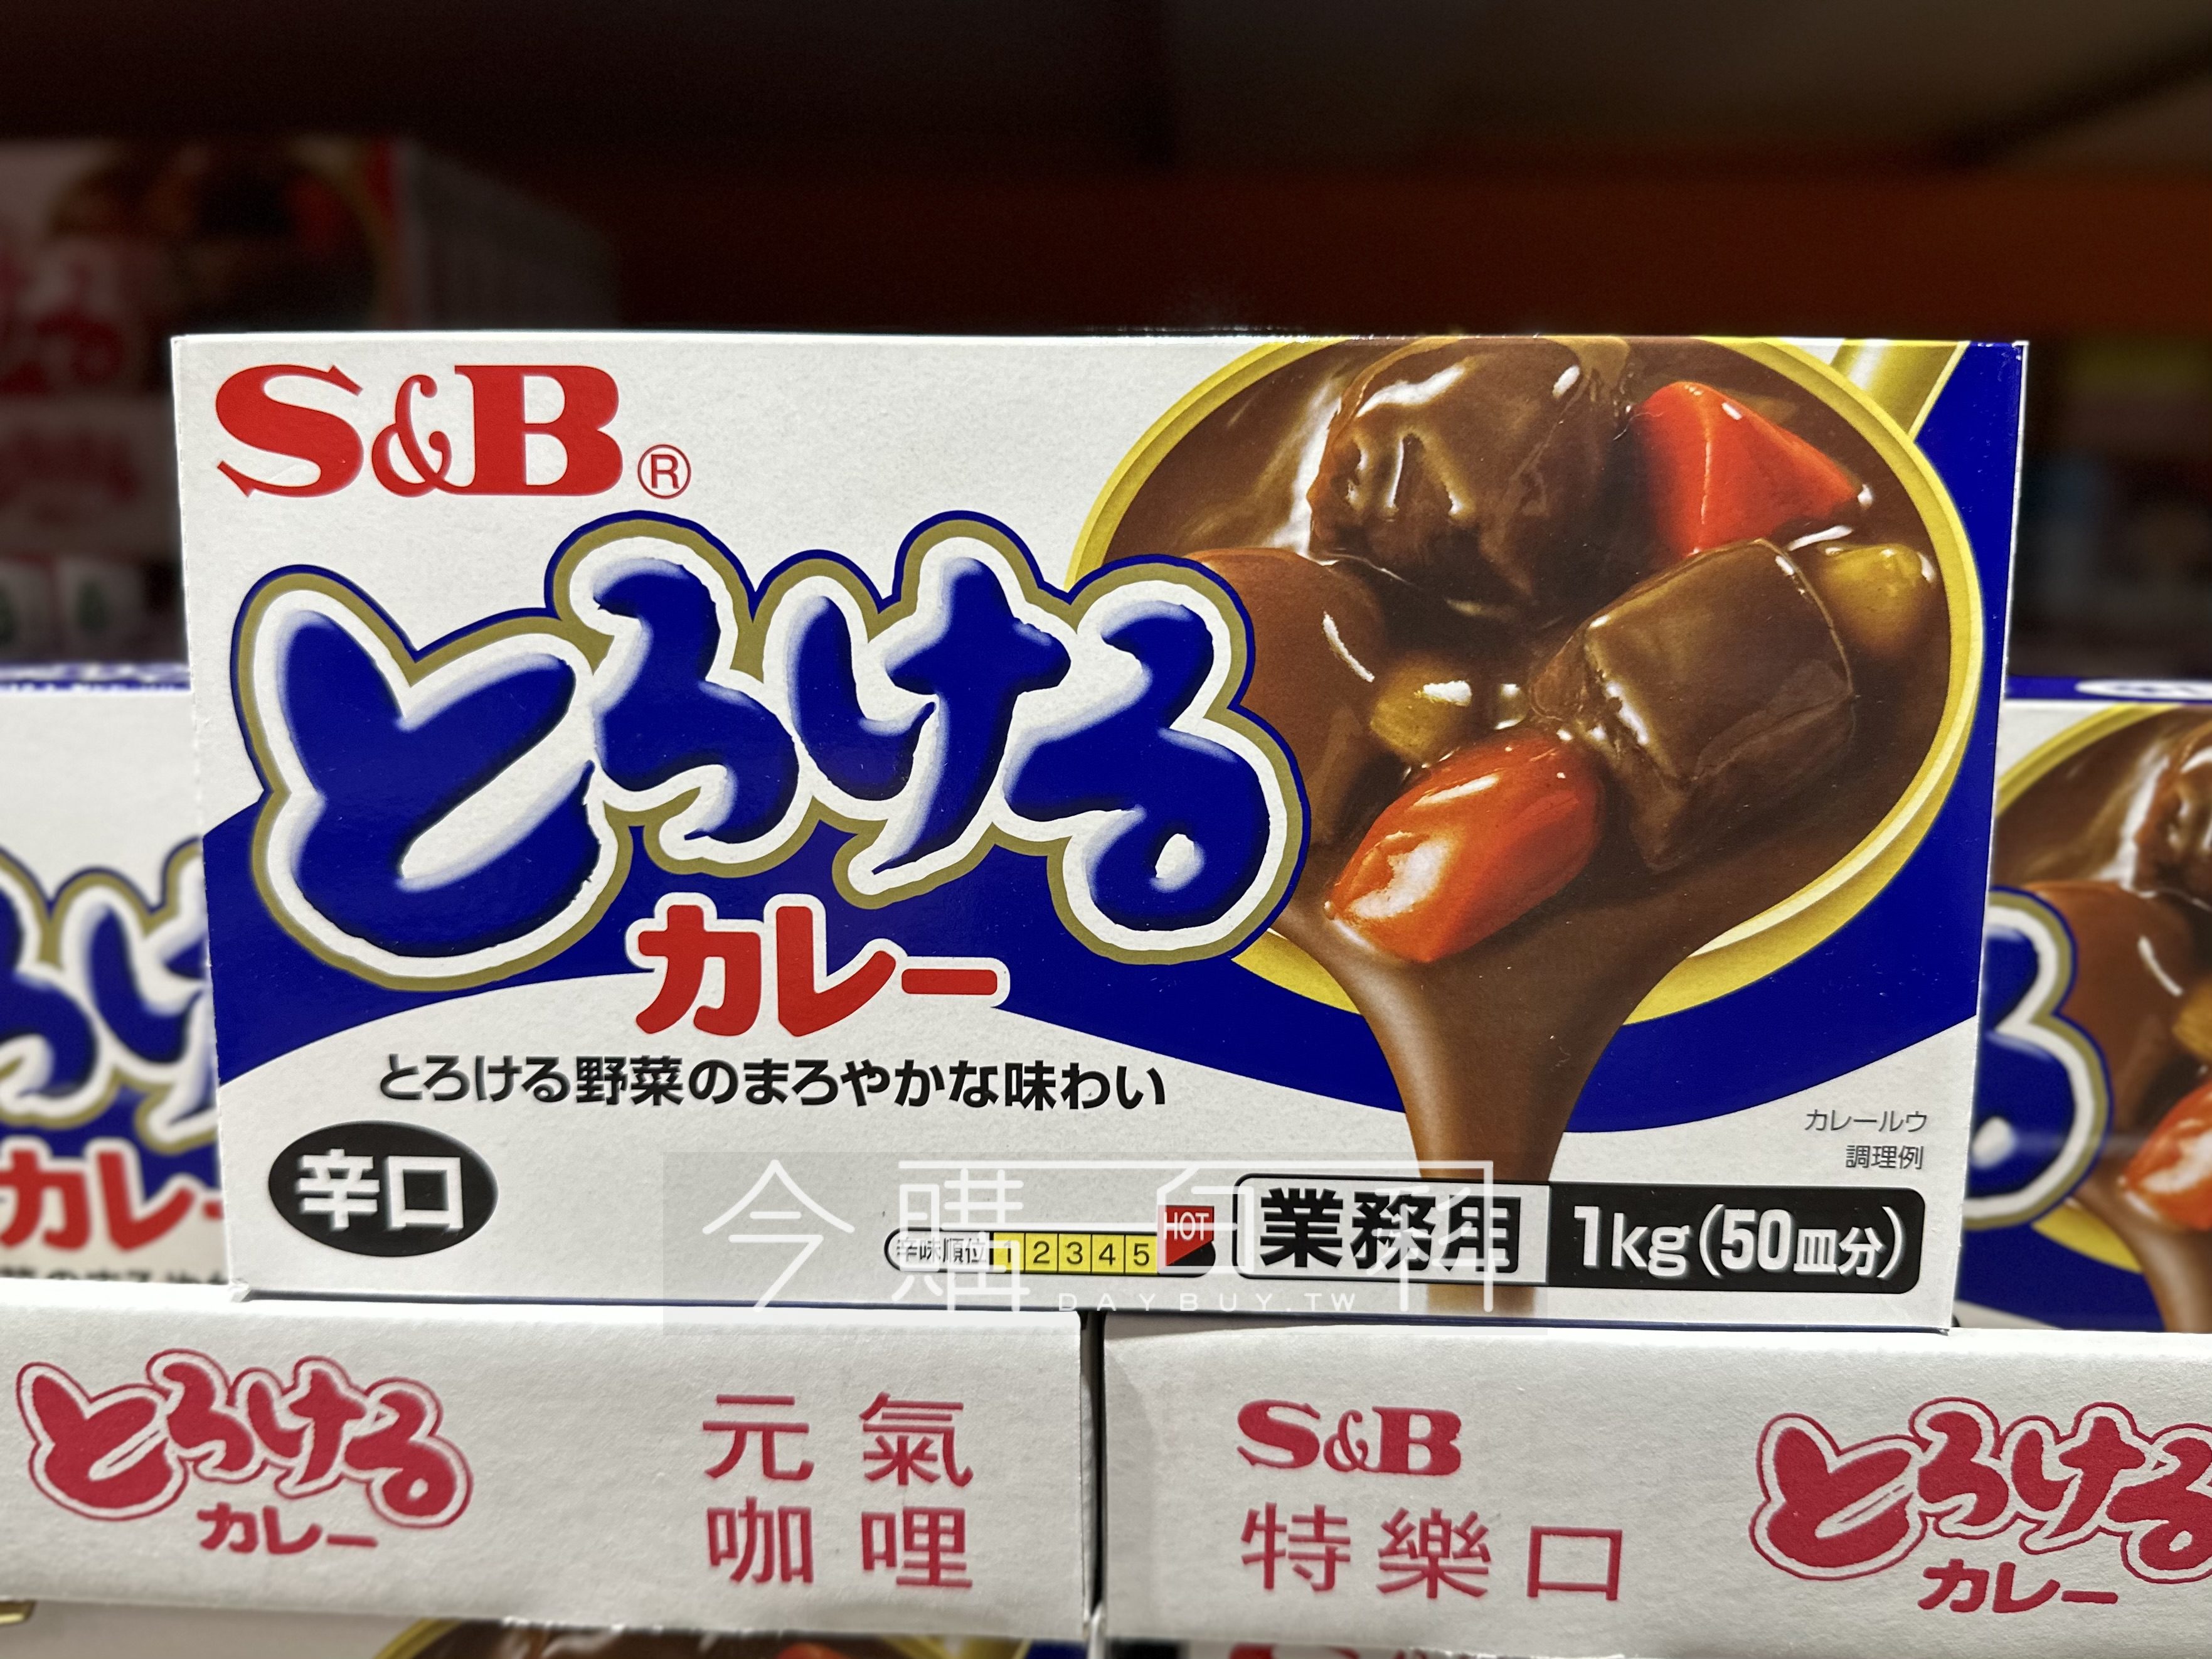 S&B®
とろける
カレー
とろける野菜のまろやかな味わい
カレールウ
調理例
辛口
辛味順位 1 2 3 4 5 HOT
業務用 1kg(50皿分)
今購百科
DAYBUY.TW
カレー
とろける
カレー
元氣
咖哩
S&B
特樂口
とろける
カレー